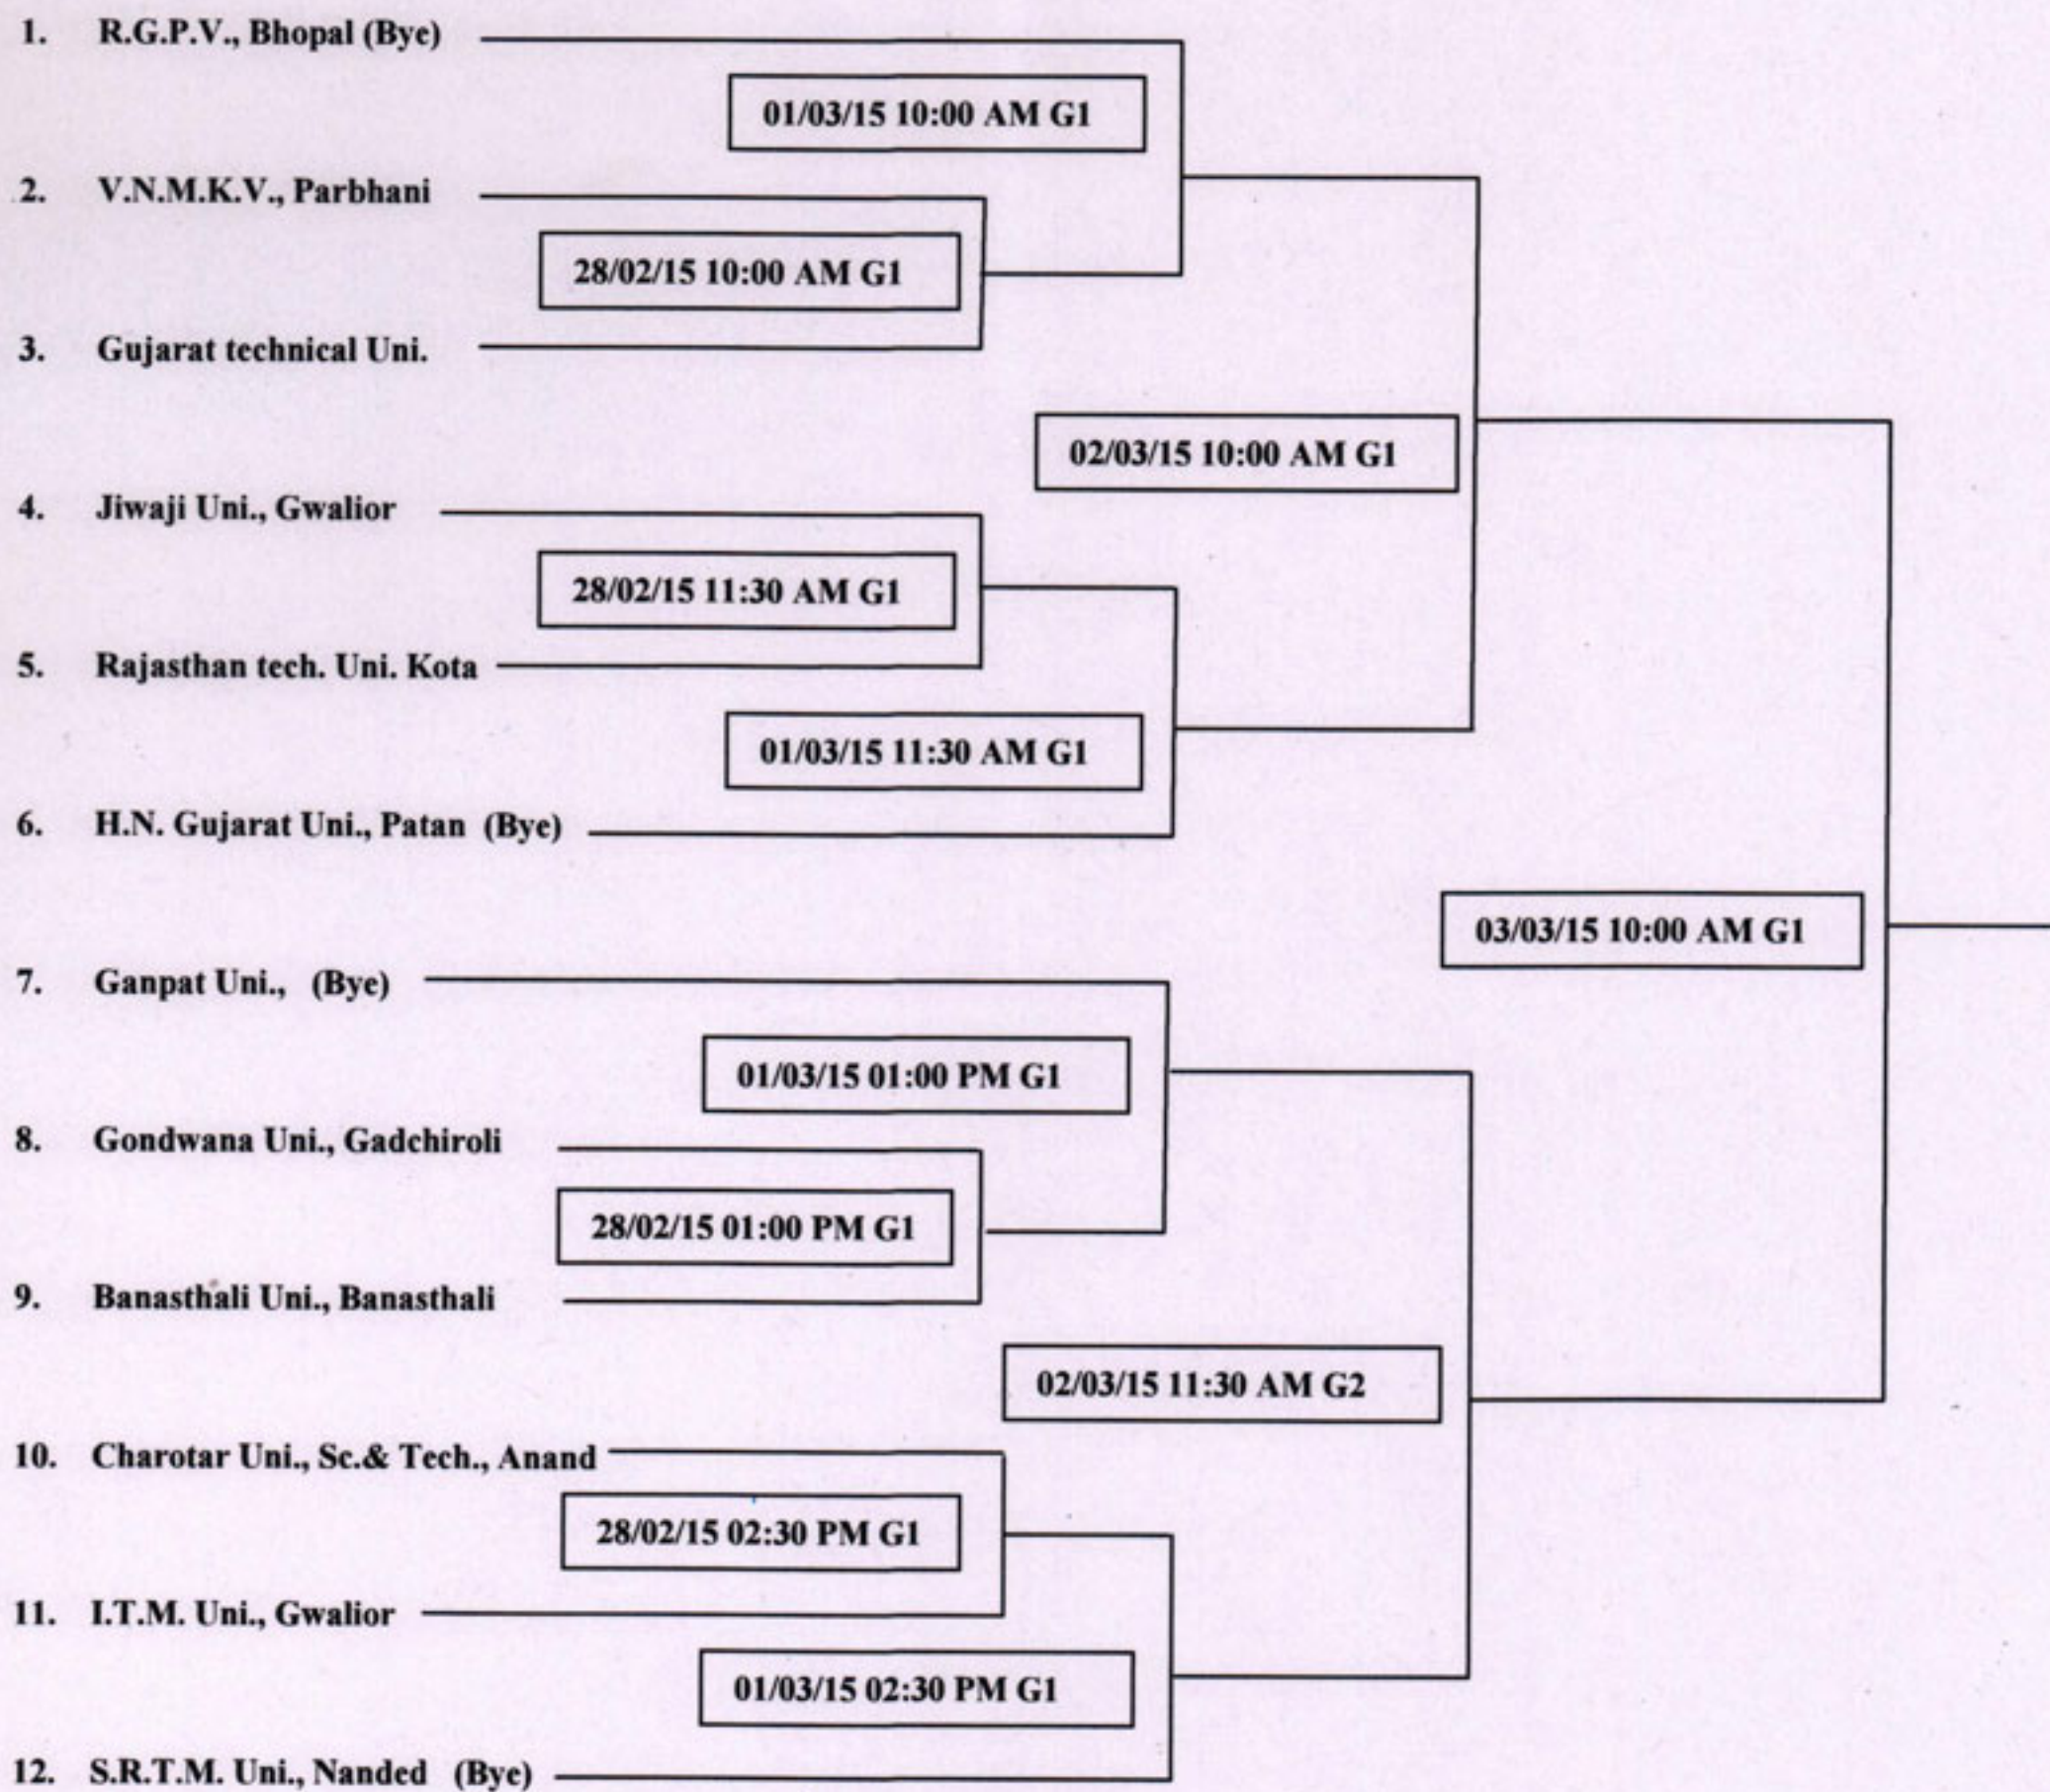 1. R.G.P.V., Bhopal (Bye)
01/03/15 10:00 AM G1
2. V.N.M.K.V., Parbhani
28/02/15 10:00 AM G1
3. Gujarat technical Uni.
02/03/15 10:00 AM G1
4. Jiwaji Uni., Gwalior
28/02/15 11:30 AM G1
5. Rajasthan tech. Uni. Kota
01/03/15 11:30 AM G1
6. H.N. Gujarat Uni., Patan (Bye)
03/03/15 10:00 AM G1
7. Ganpat Uni., (Bye)
01/03/15 01:00 PM G1
8. Gondwana Uni., Gadchiroli
28/02/15 01:00 PM G1
9. Banasthali Uni., Banasthali
02/03/15 11:30 AM G2
10. Charotar Uni., Sc.& Tech., Anand
28/02/15 02:30 PM G1
11. I.T.M. Uni., Gwalior
01/03/15 02:30 PM G1
12. S.R.T.M. Uni., Nanded (Bye)